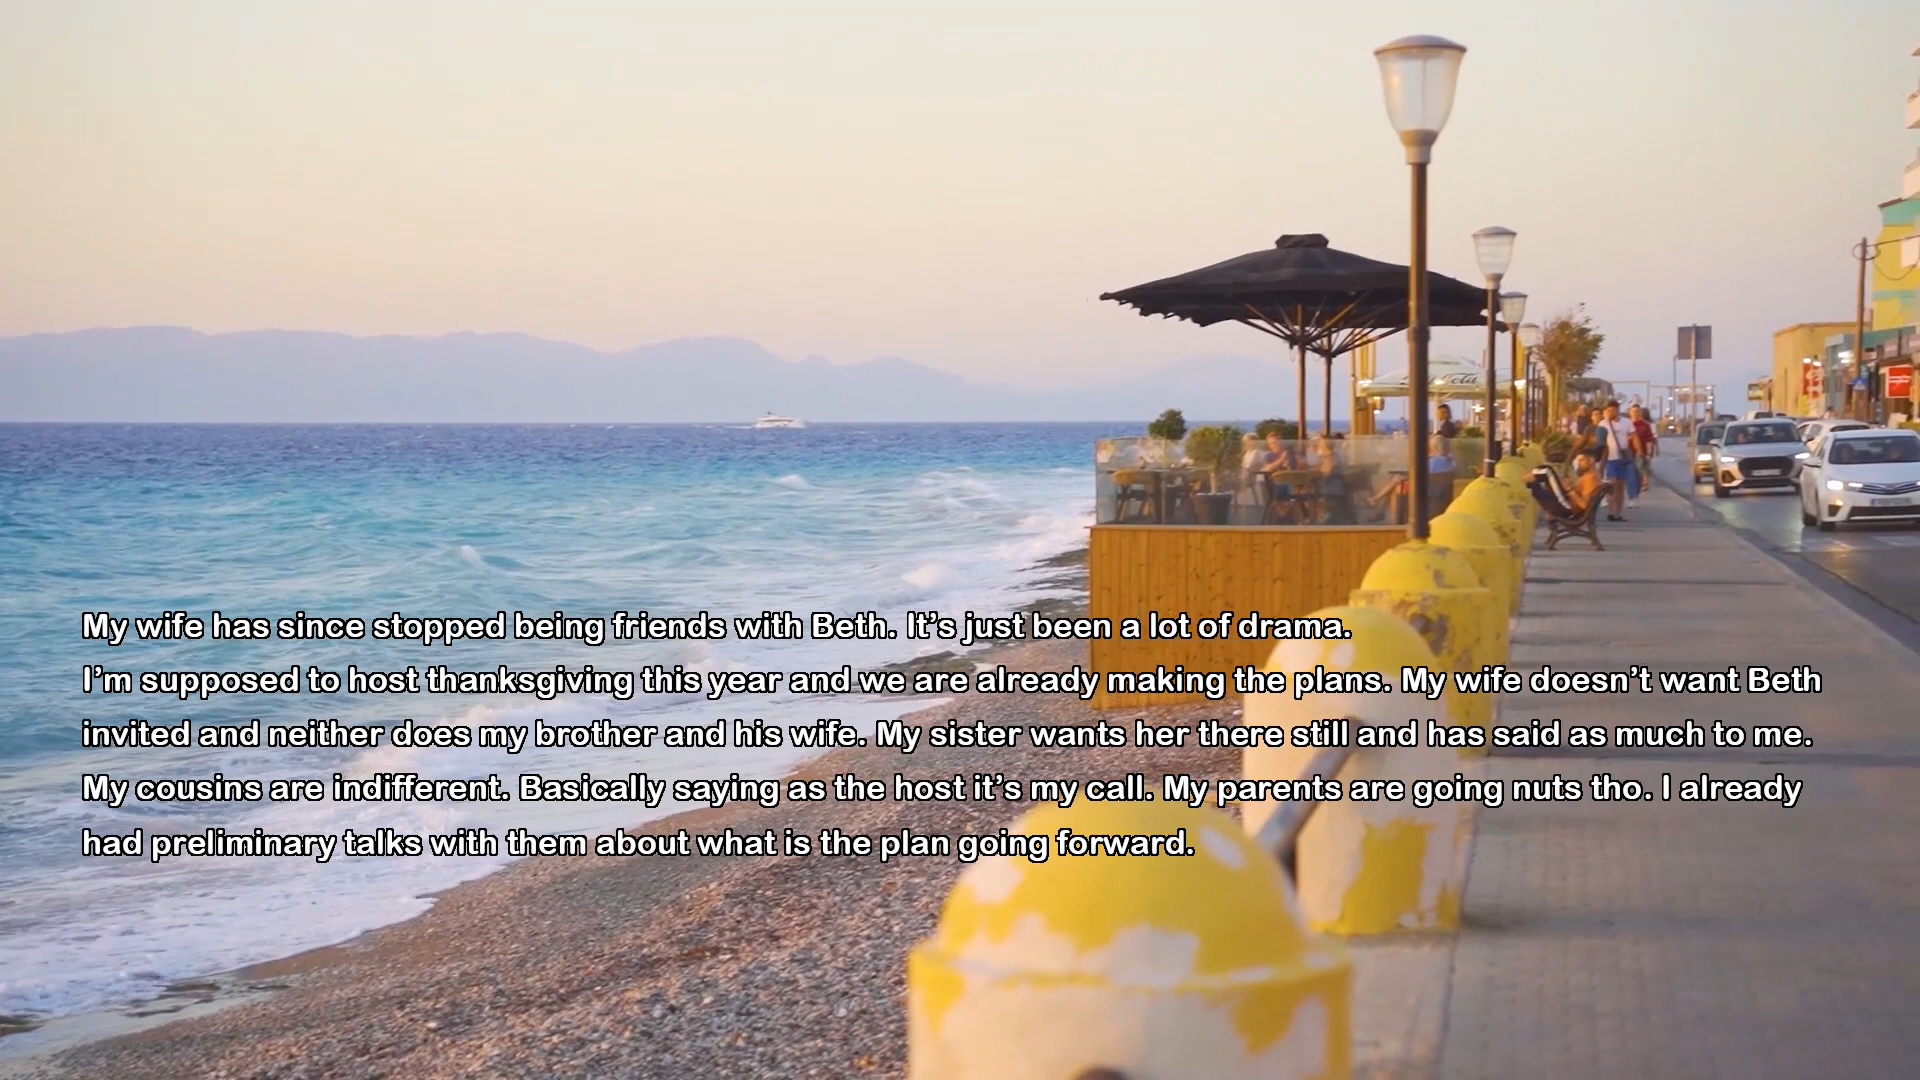 My wife has since stopped being friends with Beth. It’s just been a lot of drama.
I’m supposed to host thanksgiving this year and we are already making the plans. My wife doesn’t want Beth
invited and neither does my brother and his wife. My sister wants her there still and has said as much to me.
My cousins are indifferent. Basically saying as the host it’s my call. My parents are going nuts tho. I already
had preliminary talks with them about what is the plan going forward.